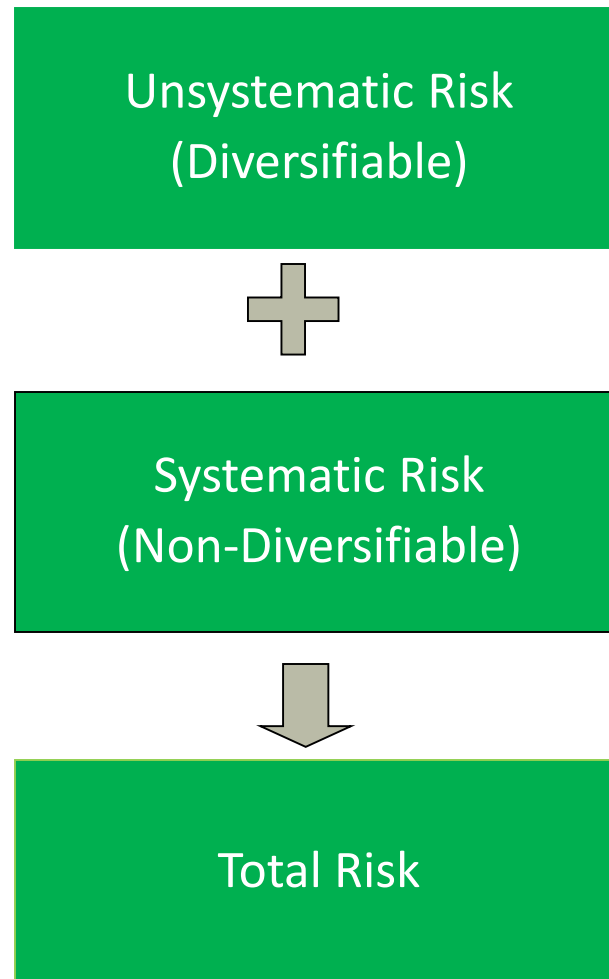 Unsystematic Risk
(Diversifiable)
Systematic Risk
(Non-Diversifiable)
Total Risk